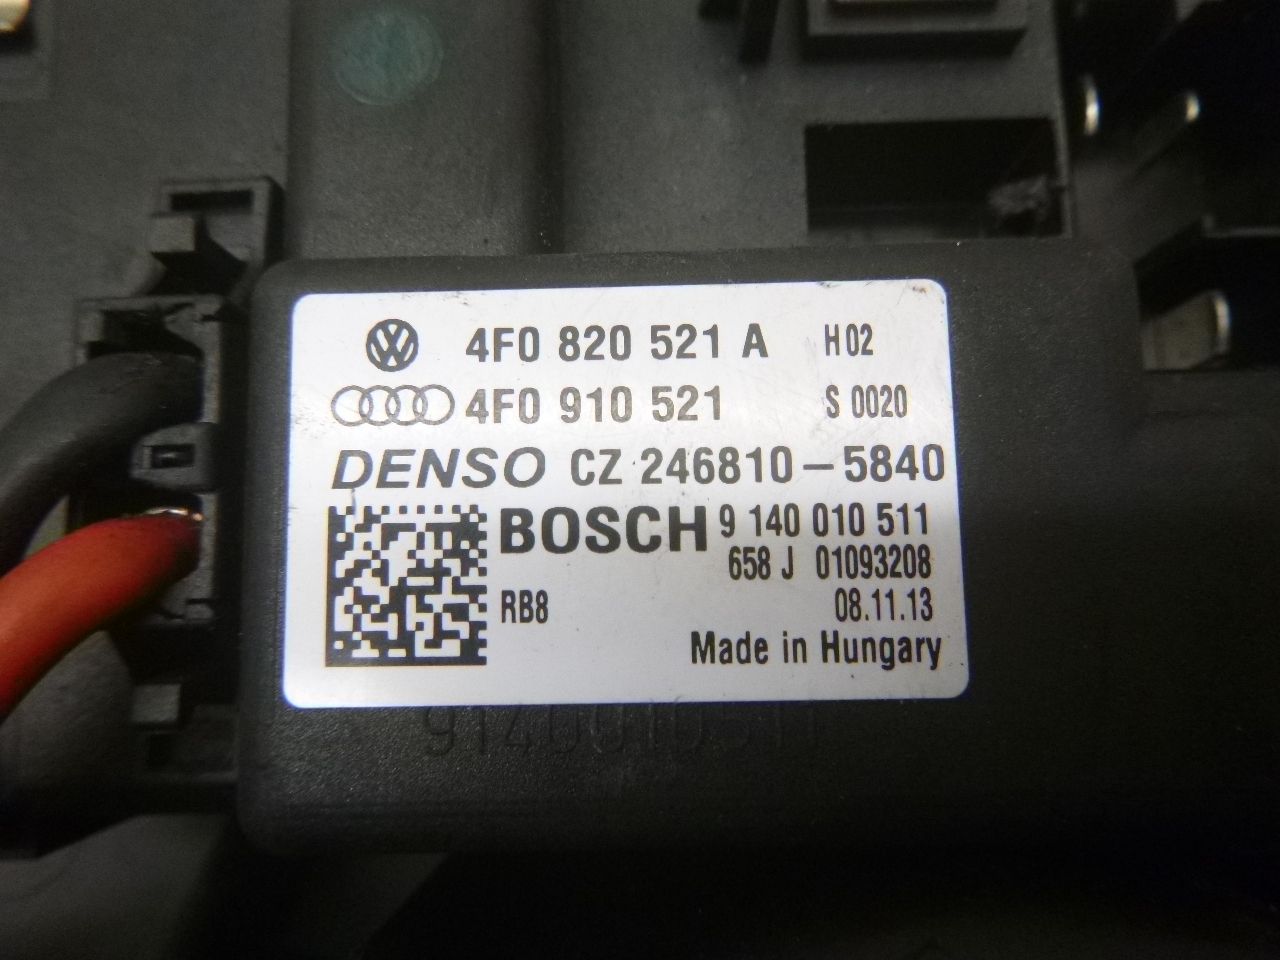 4F0 820 521 A H02
4F0 910 521 S 0020
DENSO CZ 246810-5840
BOSCH 9 140 010 511
658 J 01093208
RB8 08.11.13
Made in Hungary
9140010511